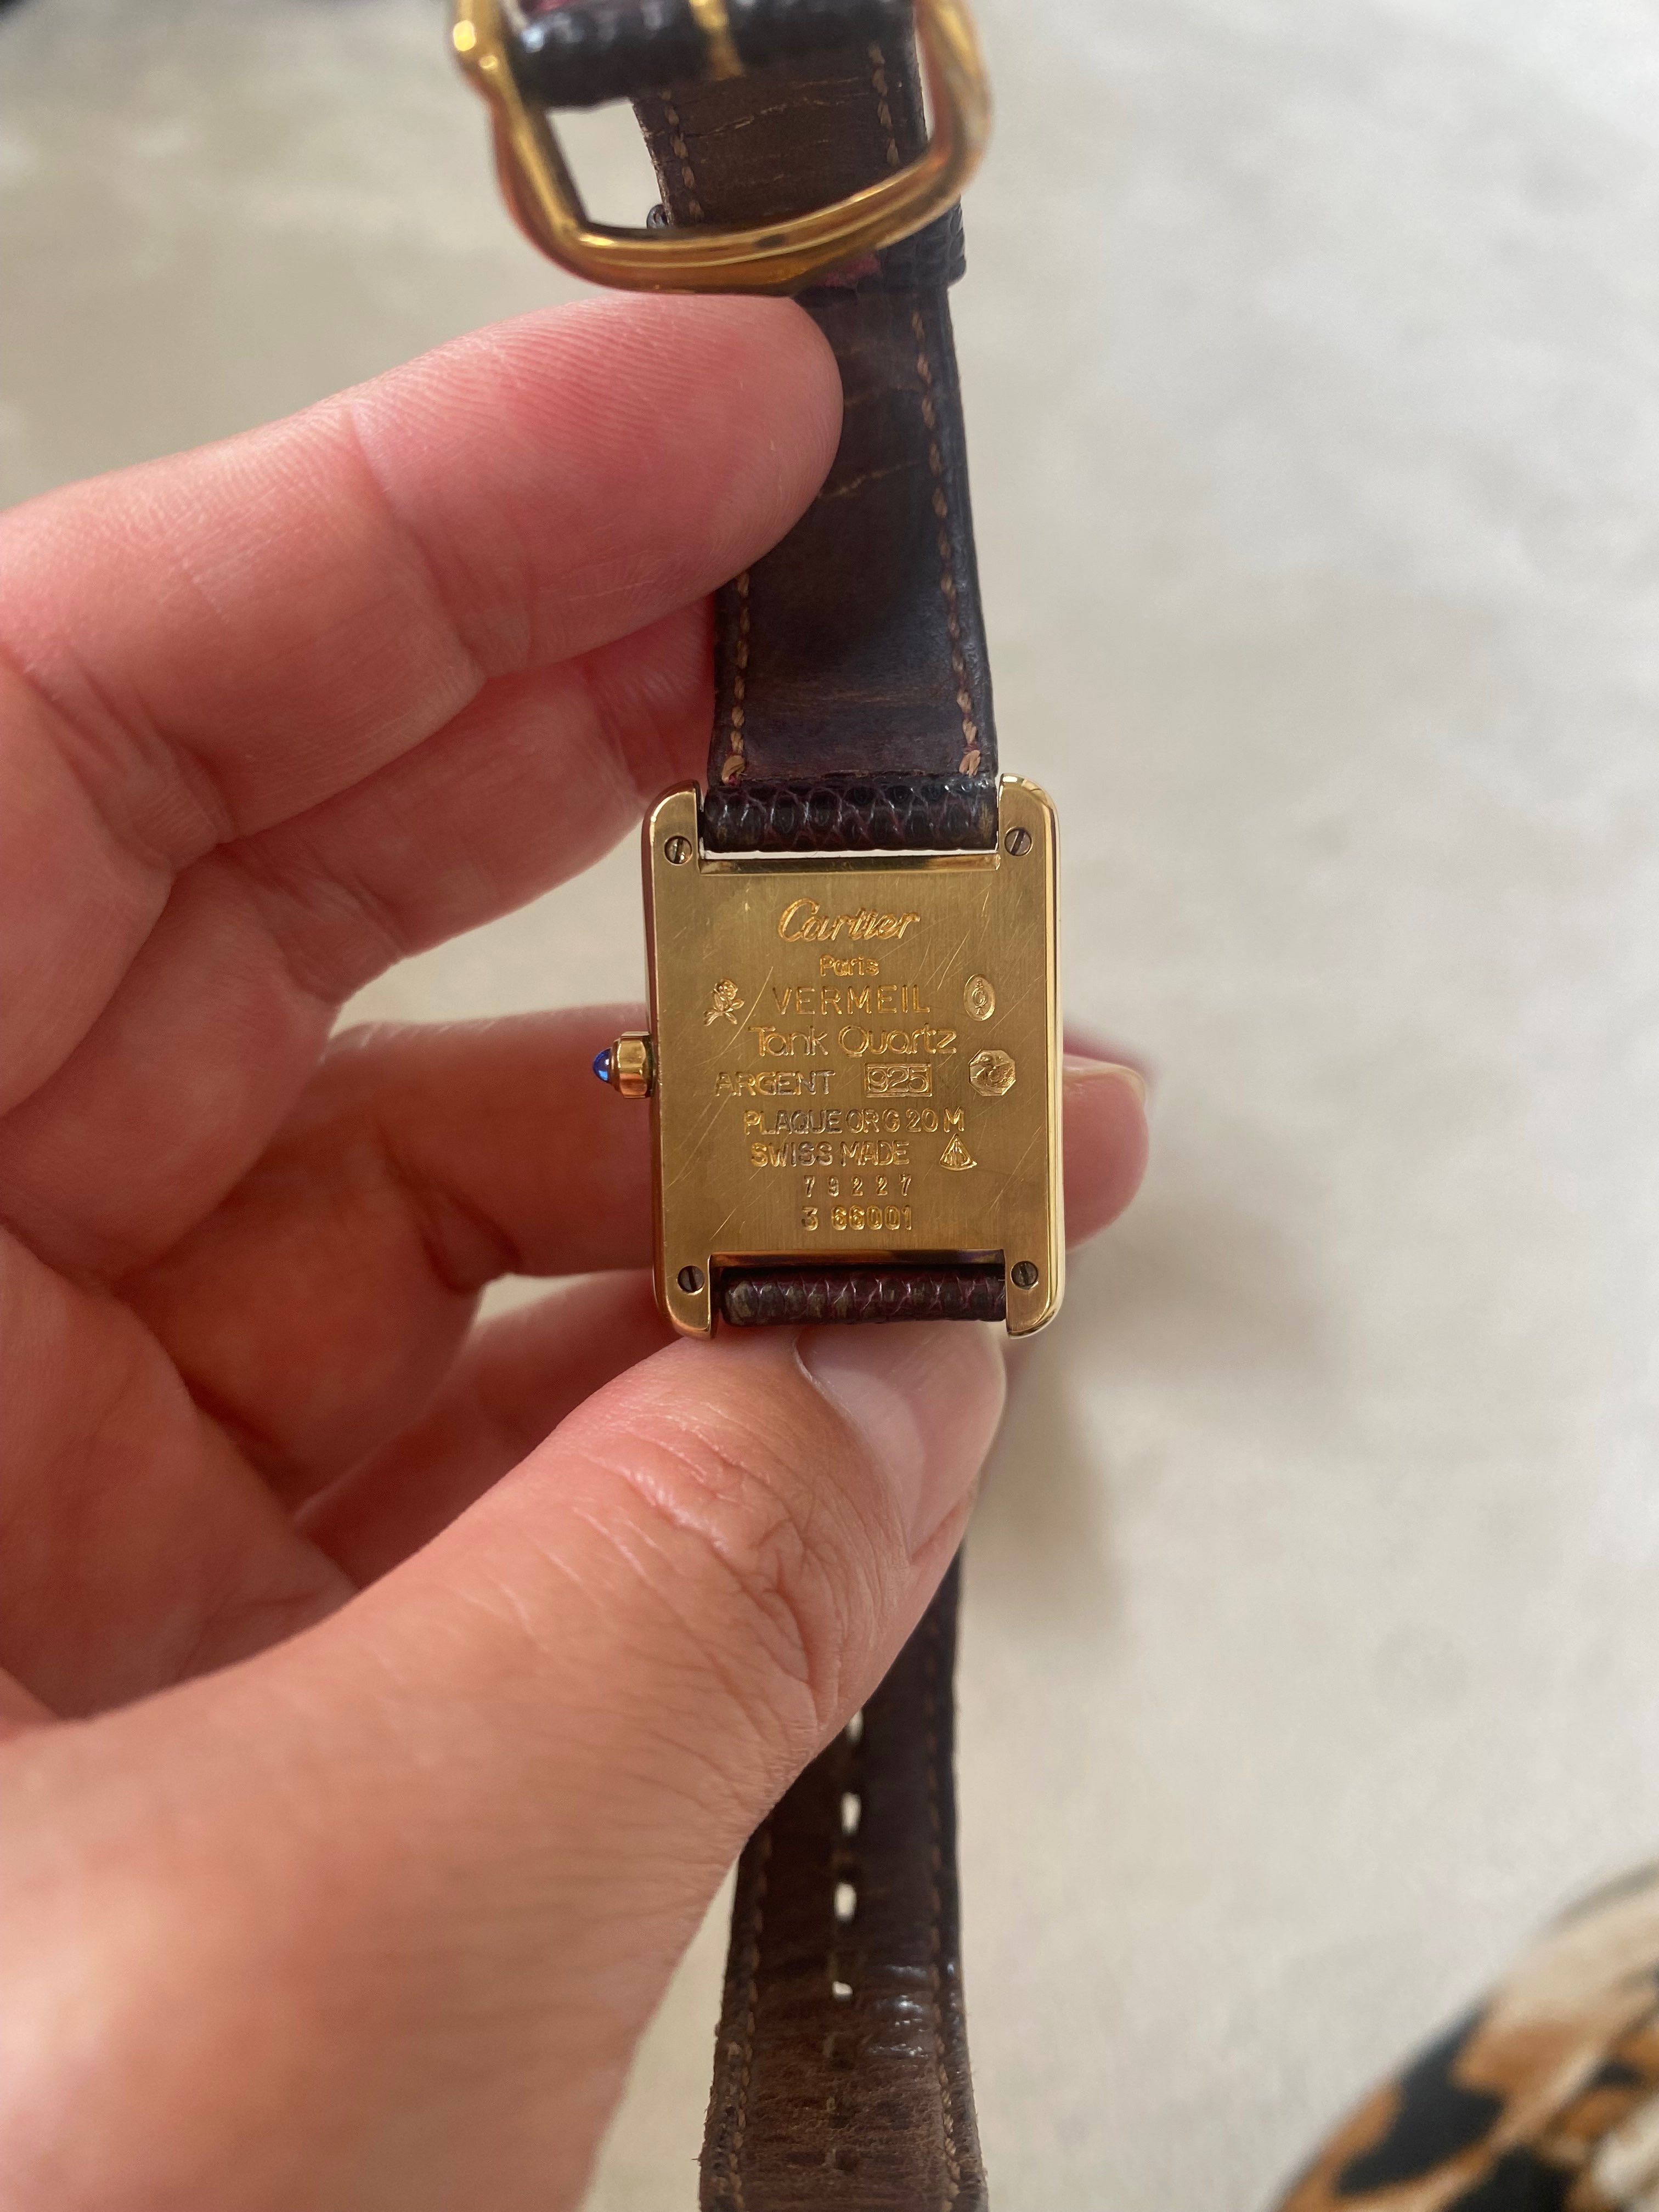 Cartier
Paris
VERMEIL
Tank Quartz
ARGENT 925
PLAQUE OR G 20 M
SWISS MADE
79227
3 66001